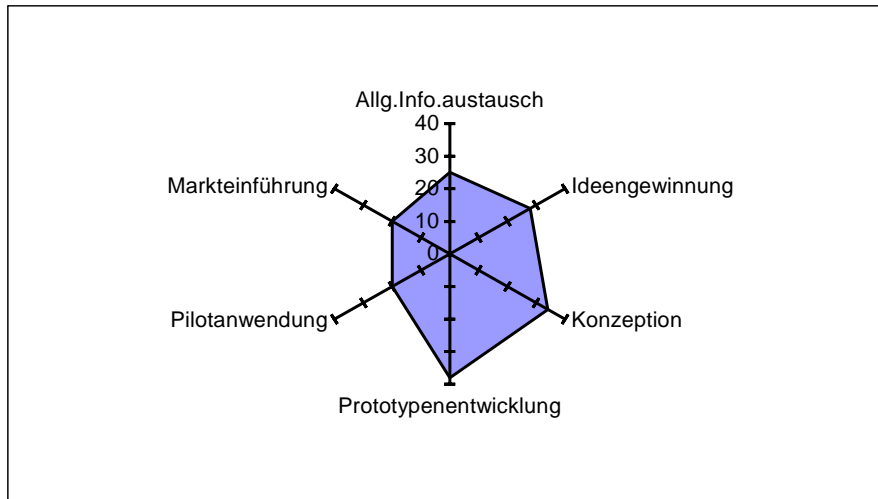 Allg.Info.austausch
40
30
Markteinführung
20
Ideengewinnung
10
0
Pilotanwendung
Konzeption
Prototypenentwicklung